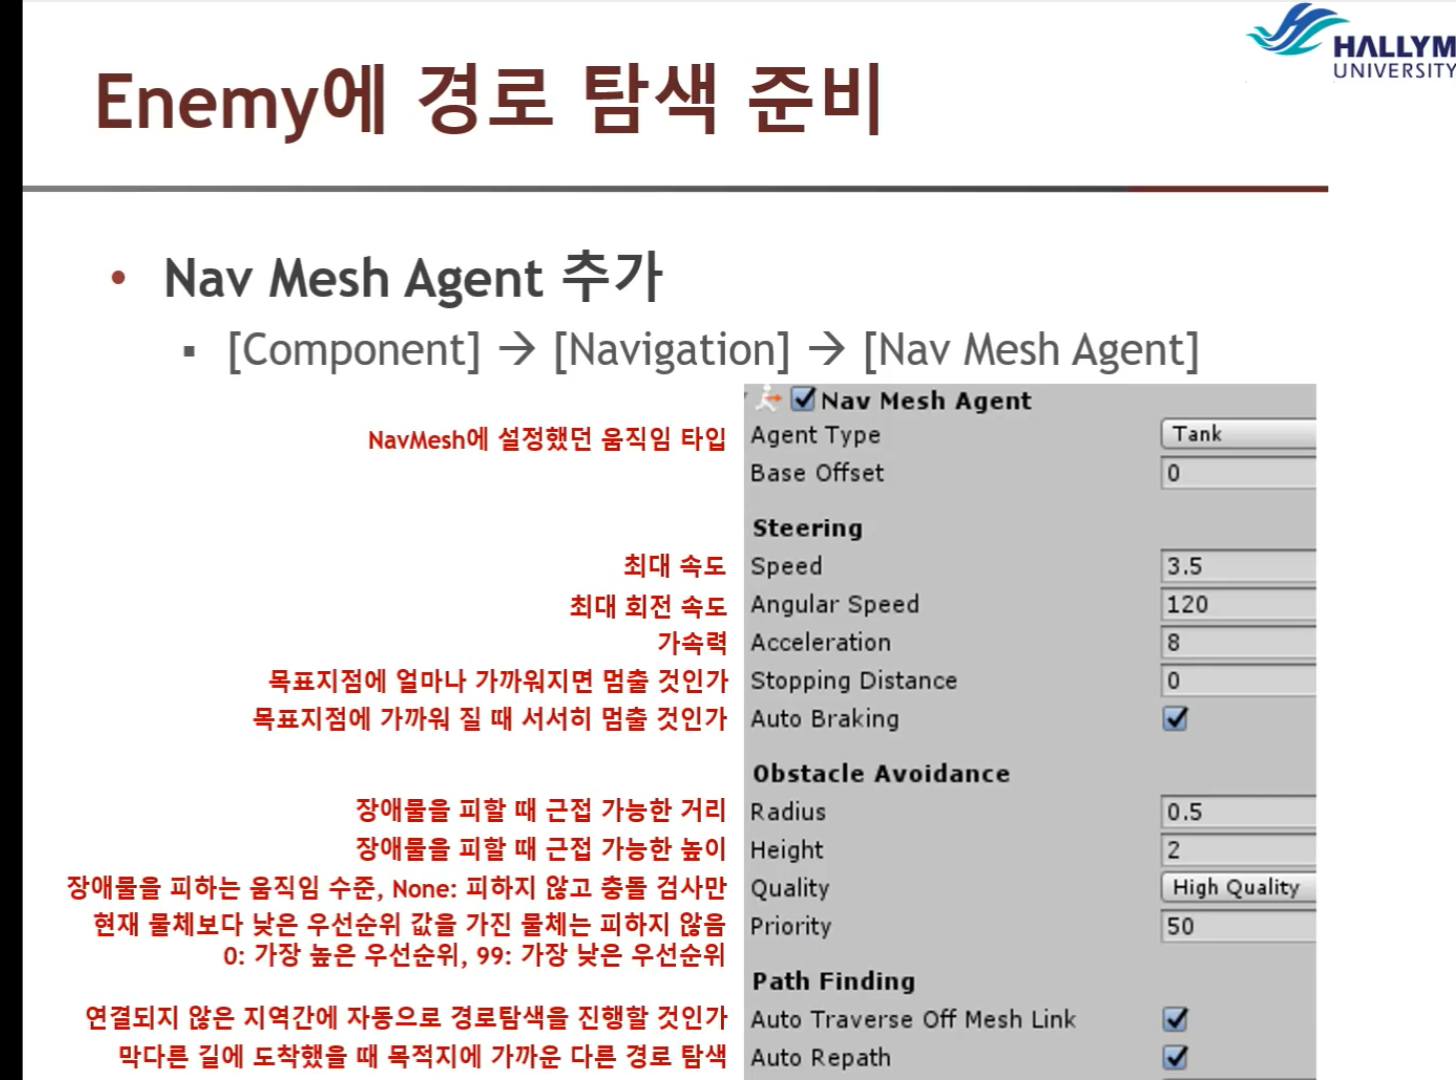 HALLYM
UNIVERSITY
Enemy에 경로 탐색 준비
• Nav Mesh Agent 추가
▪ [Component] → [Navigation] → [Nav Mesh Agent]
Nav Mesh Agent
NavMesh에 설정했던 움직임 타입 Agent Type Tank
Base Offset 0
Steering
최대 속도 Speed 3.5
최대 회전 속도 Angular Speed 120
가속력 Acceleration 8
목표지점에 얼마나 가까워지면 멈출 것인가 Stopping Distance 0
목표지점에 가까워 질 때 서서히 멈출 것인가 Auto Braking
Obstacle Avoidance
장애물을 피할 때 근접 가능한 거리 Radius 0.5
장애물을 피할 때 근접 가능한 높이 Height 2
장애물을 피하는 움직임 수준, None: 피하지 않고 충돌 검사만 Quality High Quality
현재 물체보다 낮은 우선순위 값을 가진 물체는 피하지 않음 Priority 50
0: 가장 높은 우선순위, 99: 가장 낮은 우선순위
Path Finding
연결되지 않은 지역간에 자동으로 경로탐색을 진행할 것인가 Auto Traverse Off Mesh Link
막다른 길에 도착했을 때 목적지에 가까운 다른 경로 탐색 Auto Repath